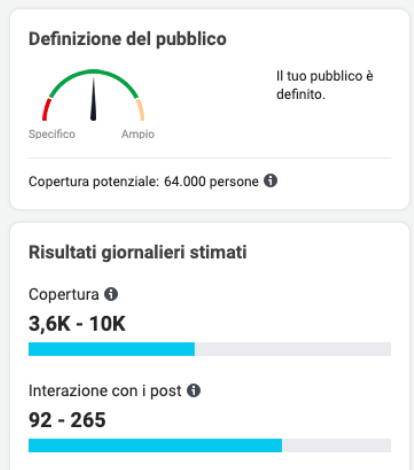 Definizione del pubblico
Il tuo pubblico è
definito.
Specifico Ampio
Copertura potenziale: 64.000 persone
Risultati giornalieri stimati
Copertura
3,6K - 10K
Interazione con i post
92 - 265